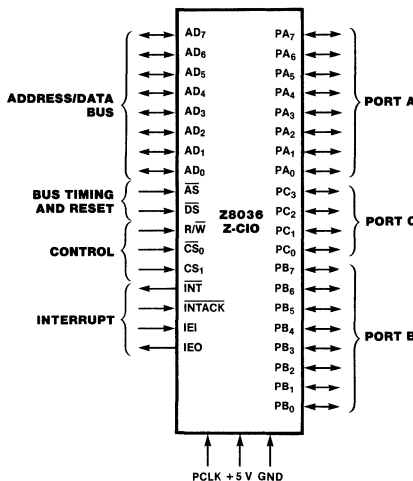 ADDRESS/DATA
BUS
BUS TIMING
AND RESET
CONTROL
INTERRUPT
AD7
AD6
AD5
AD4
AD3
AD2
AD1
AD0
AS
DS
R/W
CS0
CS1
INT
INTACK
IEI
IEO
Z8036
Z-CIO
PA7
PA6
PA5
PA4
PA3
PA2
PA1
PA0
PC3
PC2
PC1
PC0
PB7
PB6
PB5
PB4
PB3
PB2
PB1
PB0
PORT A
PORT C
PORT B
PCLK +5 V GND